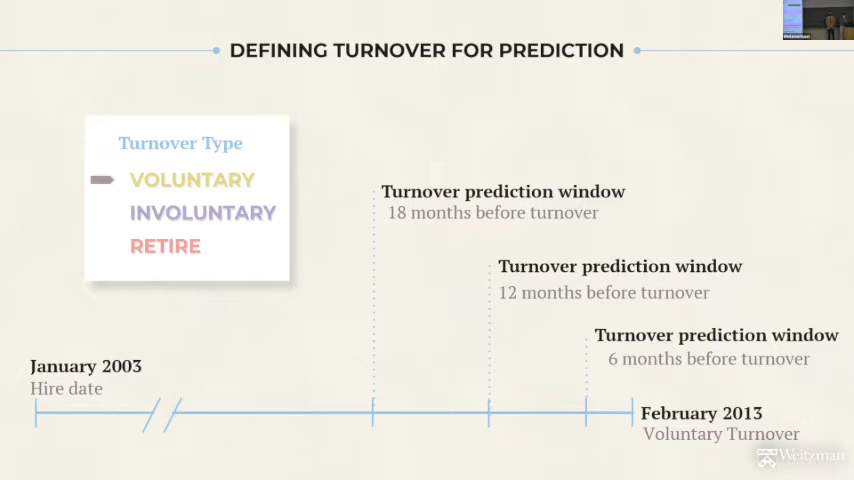 DEFINING TURNOVER FOR PREDICTION
Turnover Type
VOLUNTARY
INVOLUNTARY
RETIRE
Turnover prediction window
18 months before turnover
Turnover prediction window
12 months before turnover
Turnover prediction window
6 months before turnover
January 2003
Hire date
February 2013
Voluntary Turnover
Weitzman